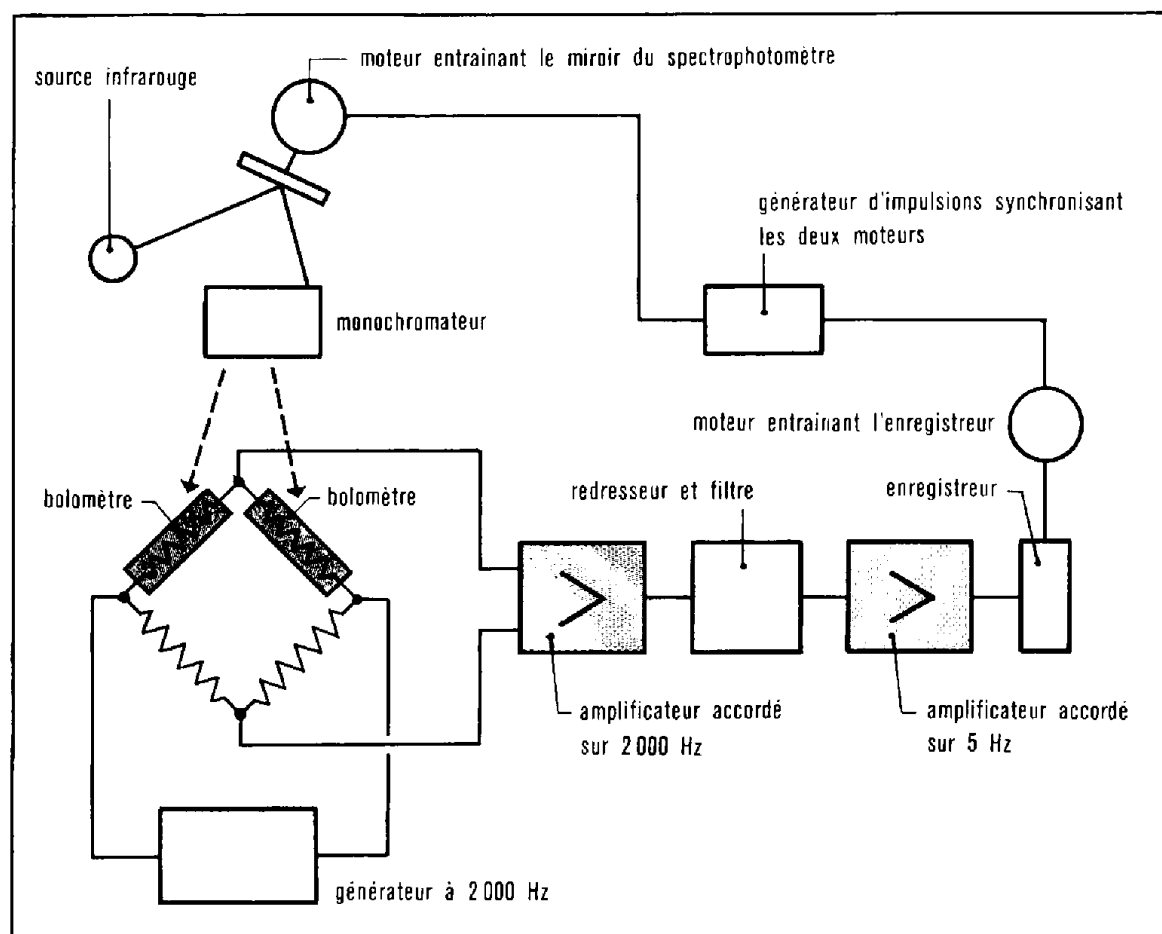 moteur entrainant le miroir du spectrophotomètre
source infrarouge
générateur d'impulsions synchronisant
les deux moteurs
monochromateur
moteur entrainant l'enregistreur
bolomètre
bolomètre
redresseur et filtre
enregistreur
amplificateur accordé
sur 2 000 Hz
amplificateur accordé
sur 5 Hz
générateur à 2 000 Hz